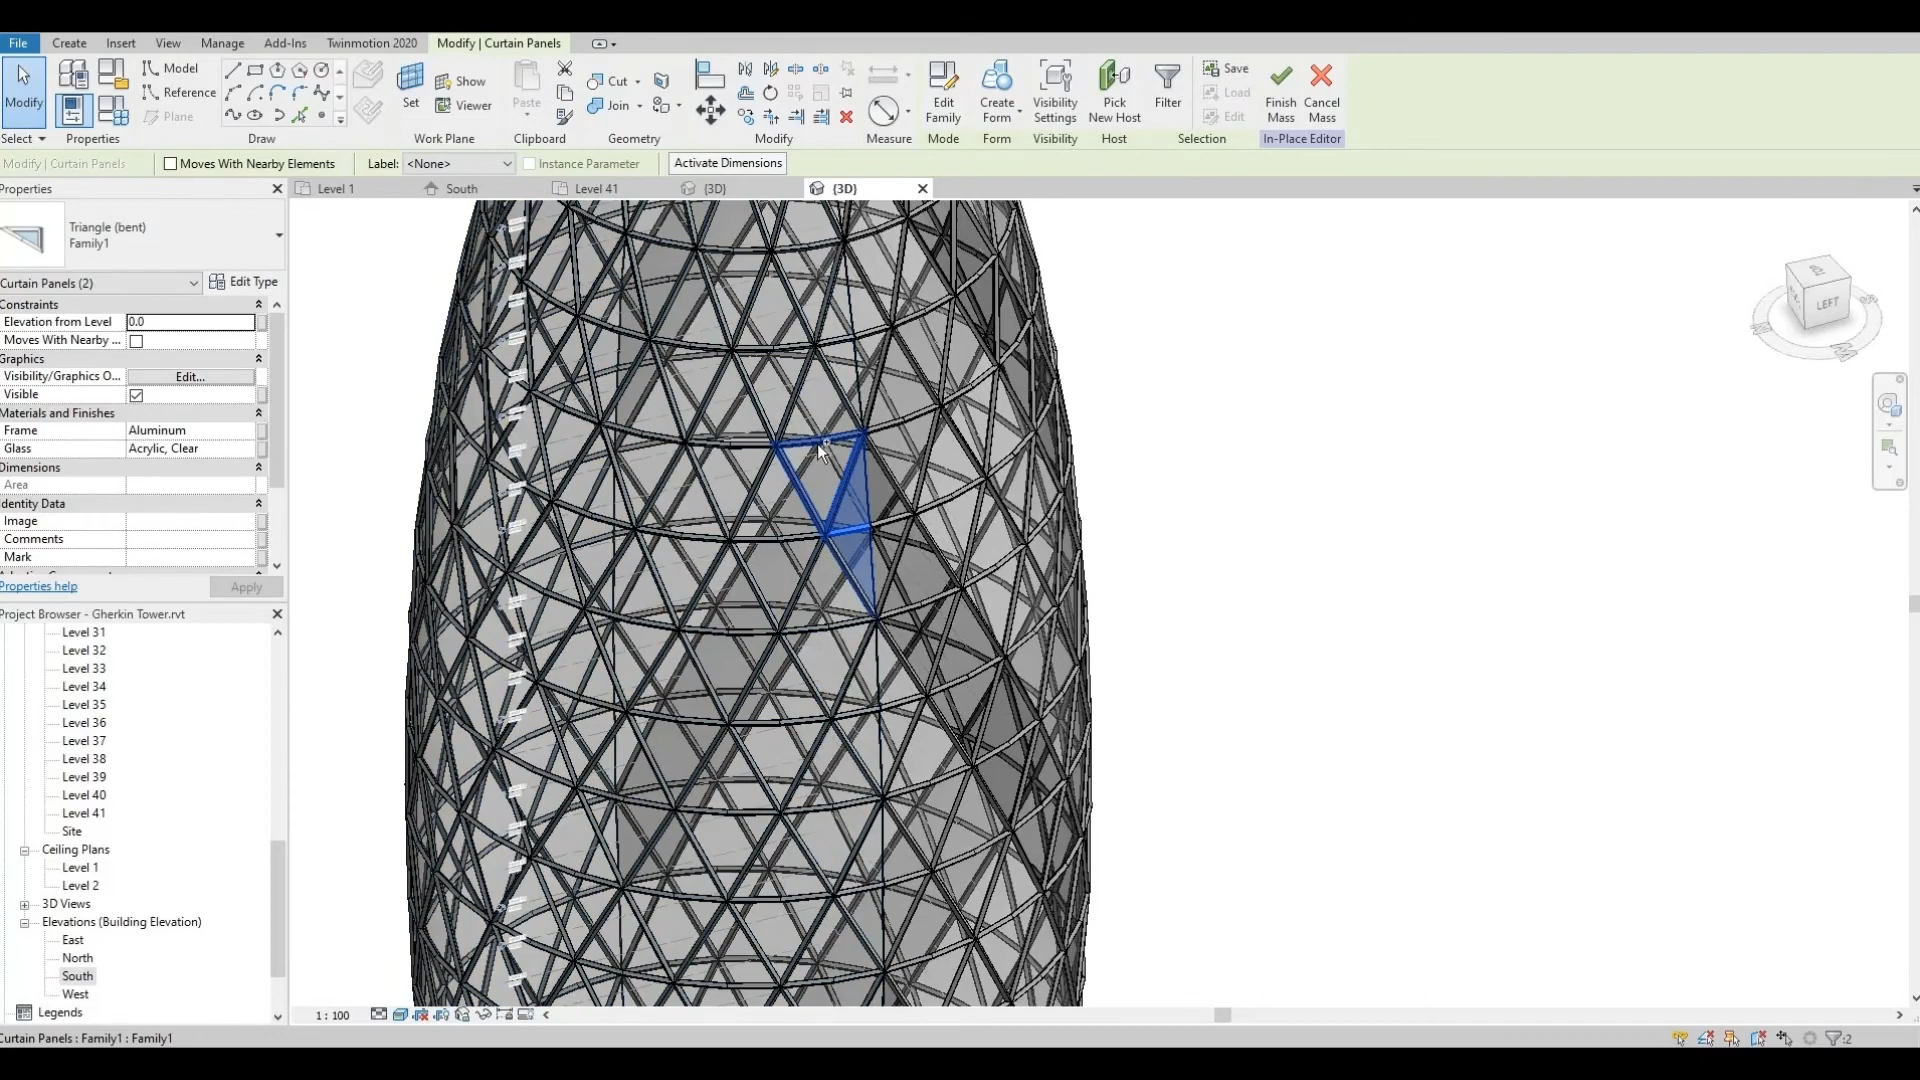 File Create Insert View Manage Add-Ins Twinmotion 2020 Modify | Curtain Panels
Modify
Select
Properties
Model
Reference
Plane
Draw
Set
Show
Viewer
Work Plane
Paste
Clipboard
Cut
Join
Geometry
Modify
Measure
Edit
Family
Mode
Create
Form
Form
Visibility
Settings
Visibility
Pick
New Host
Host
Filter
Save
Load
Edit
Selection
Finish
Mass
Cancel
Mass
In-Place Editor
Modify | Curtain Panels Moves With Nearby Elements Label: <None> Instance Parameter Activate Dimensions
Properties
Level 1 South Level 41 {3D} {3D}
Triangle (bent)
Family1
Curtain Panels (2) Edit Type
Constraints
Elevation from Level 0.0
Moves With Nearby ...
Graphics
Visibility/Graphics O... Edit...
Visible
Materials and Finishes
Frame Aluminum
Glass Acrylic, Clear
Dimensions
Area
Identity Data
Image
Comments
Mark
Properties help Apply
Project Browser - Gherkin Tower.rvt
Level 31
Level 32
Level 33
Level 34
Level 35
Level 36
Level 37
Level 38
Level 39
Level 40
Level 41
Site
Ceiling Plans
Level 1
Level 2
3D Views
Elevations (Building Elevation)
East
North
South
West
Legends
LEFT
1 : 100
Curtain Panels : Family1 : Family1
:2